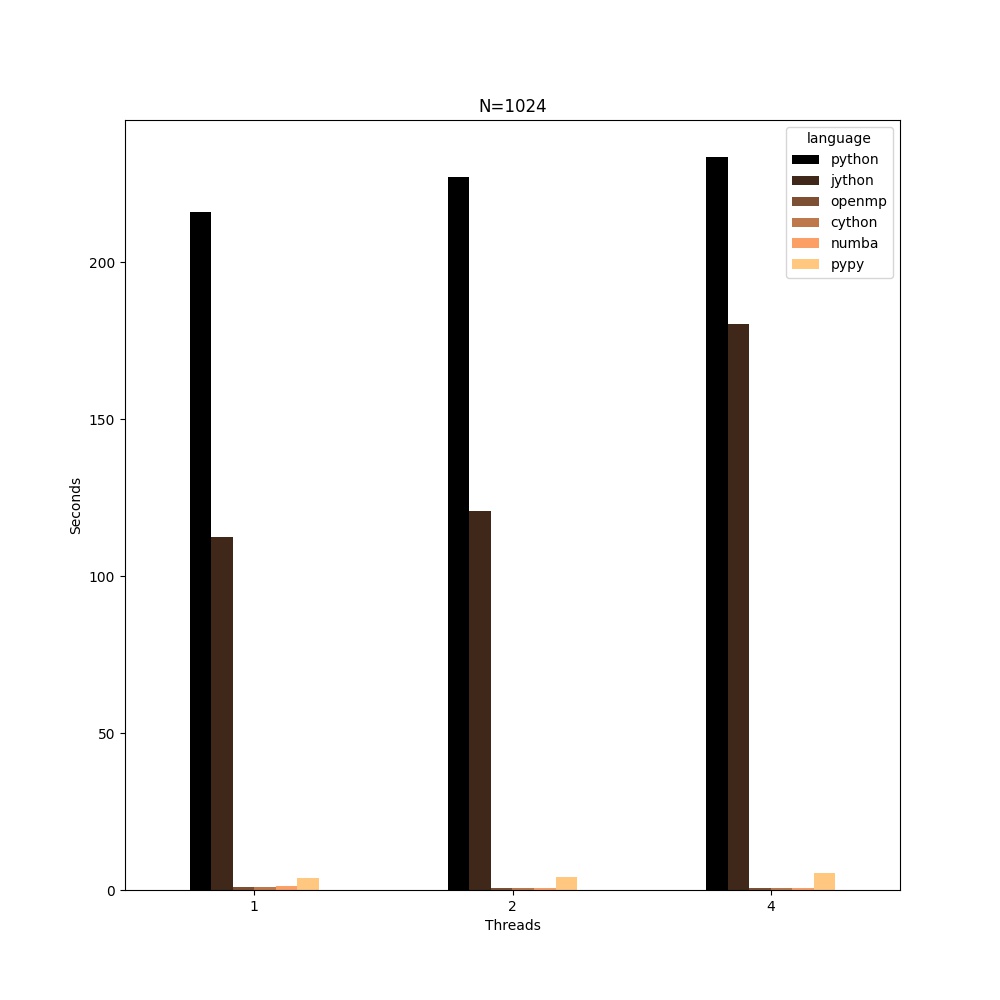 N=1024
language
python
jython
openmp
cython
numba
pypy
200
150
100
50
0
Seconds
1 2 4
Threads